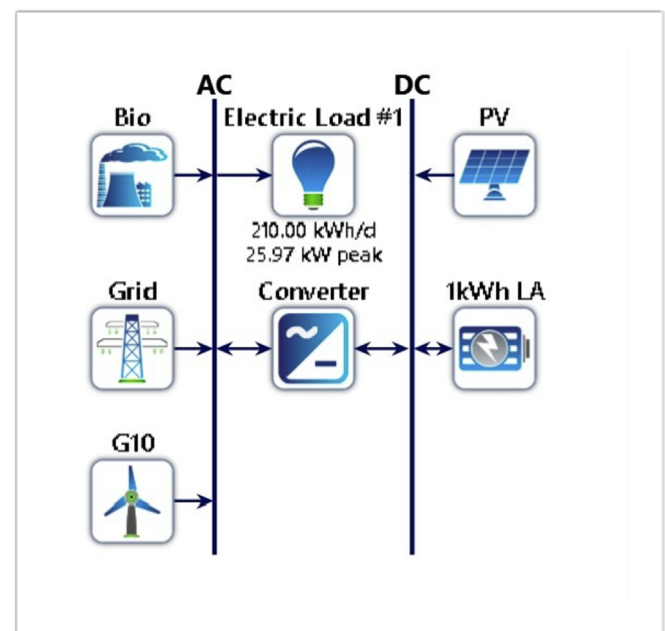 AC
DC
Bio
Electric Load #1
PV
210.00 kWh/d
25.97 kW peak
Grid
Converter
1kWh LA
G10